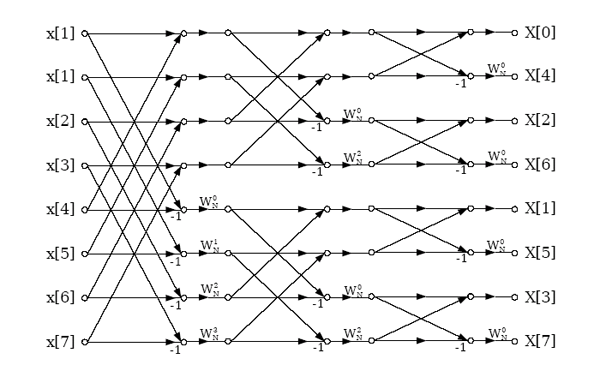 x[1] X[0]
x[1] -1 W_N^0 X[4]
x[2] -1 W_N^0 X[2]
x[3] -1 W_N^2 -1 W_N^0 X[6]
x[4] -1 W_N^0 X[1]
x[5] -1 W_N^1 -1 W_N^0 X[5]
x[6] -1 W_N^2 -1 W_N^0 X[3]
x[7] -1 W_N^3 -1 W_N^2 -1 W_N^0 X[7]